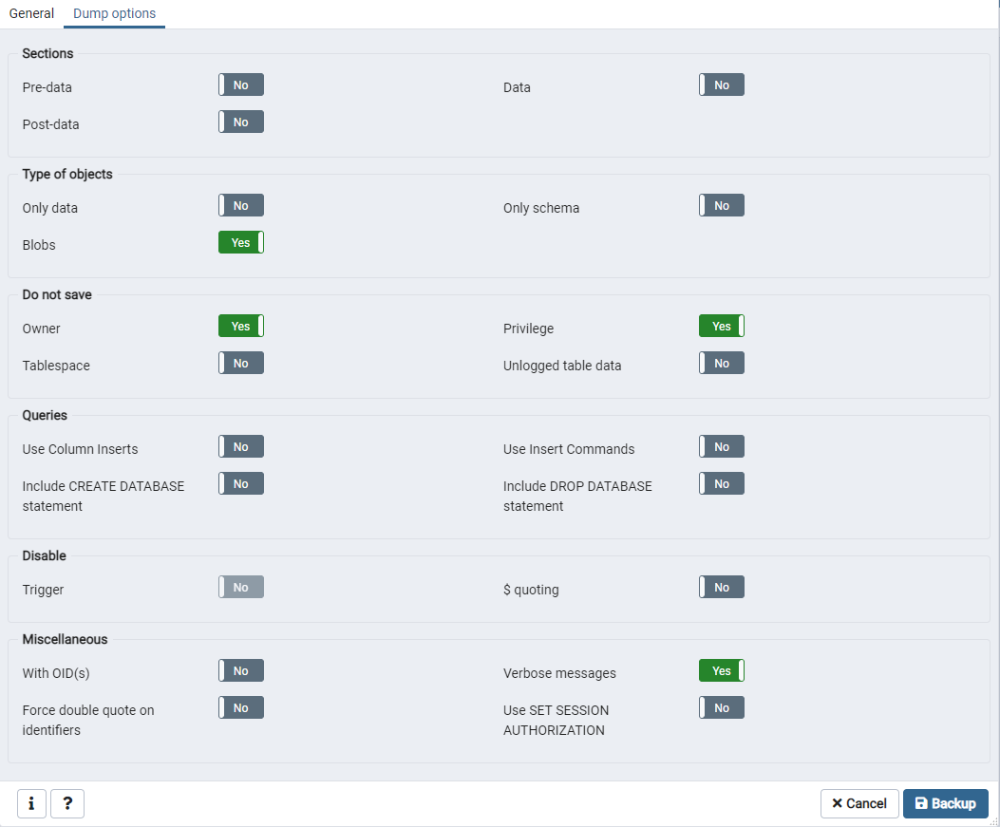 General Dump options
Sections
Pre-data No Data No
Post-data No
Type of objects
Only data No Only schema No
Blobs Yes
Do not save
Owner Yes Privilege Yes
Tablespace No Unlogged table data No
Queries
Use Column Inserts No Use Insert Commands No
Include CREATE DATABASE
statement
No
Include DROP DATABASE
statement
No
Disable
Trigger No $ quoting No
Miscellaneous
With OID(s) No Verbose messages Yes
Force double quote on
identifiers
No
Use SET SESSION
AUTHORIZATION
No
i ? Cancel Backup